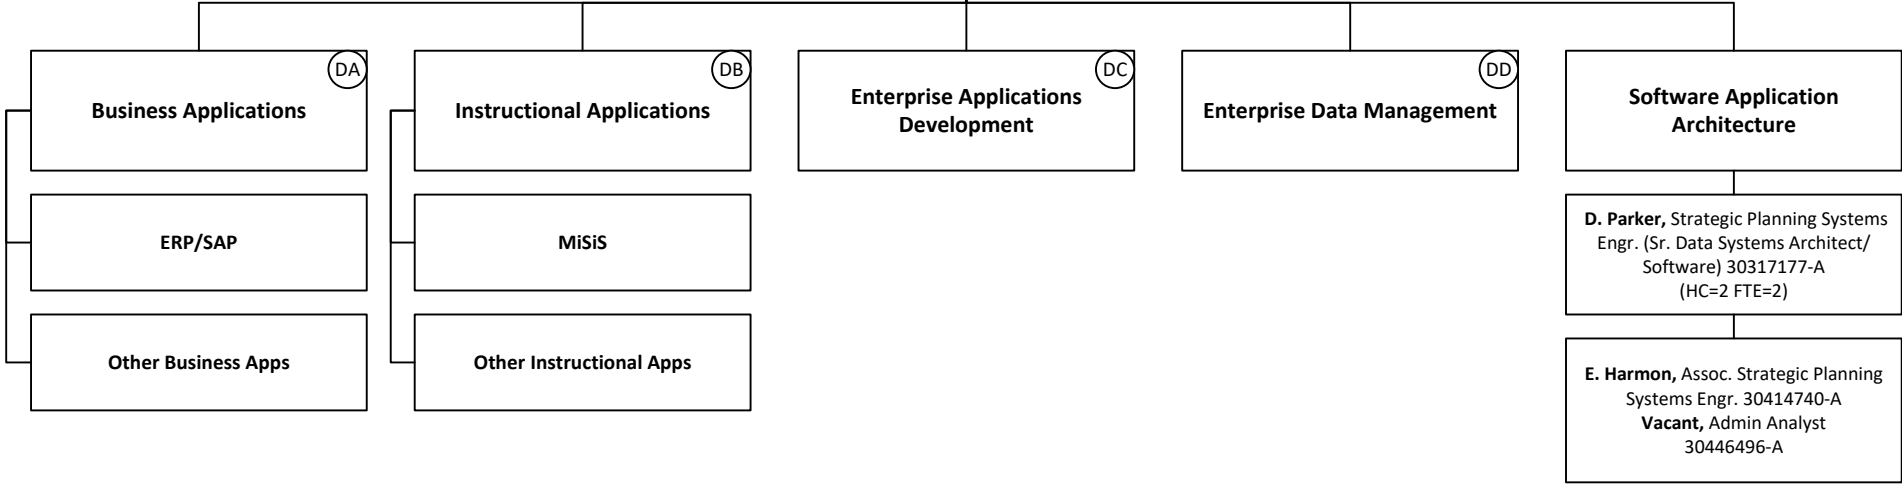 DA
Business Applications
DB
Instructional Applications
DC
Enterprise Applications
Development
DD
Enterprise Data Management
Software Application
Architecture
ERP/SAP
MiSiS
D. Parker, Strategic Planning Systems
Engr. (Sr. Data Systems Architect/
Software) 30317177-A
(HC=2 FTE=2)
Other Business Apps
Other Instructional Apps
E. Harmon, Assoc. Strategic Planning
Systems Engr. 30414740-A
Vacant, Admin Analyst
30446496-A